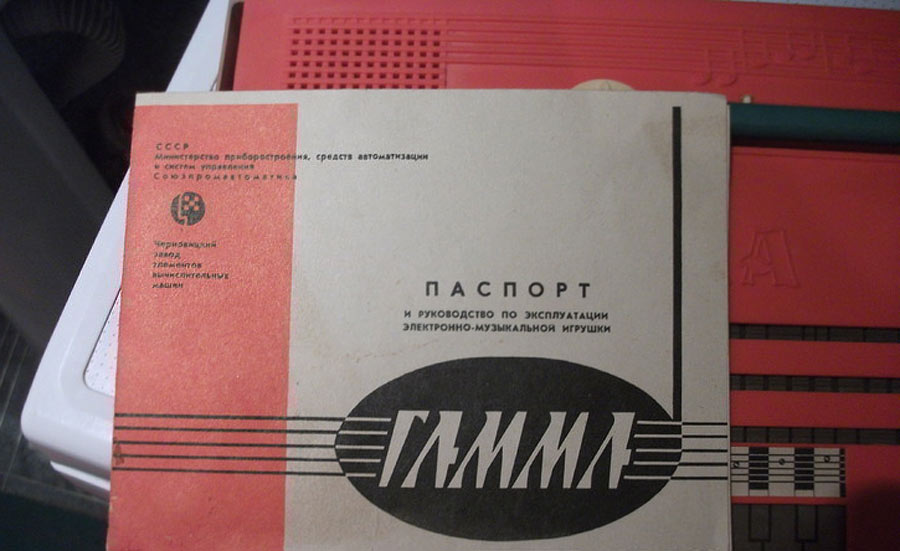 СССР
Министерство приборостроения, средств автоматизации
и систем управления
Союзпромавтоматика
Черновицкий
завод
элементов
вычислительных
машин
ПАСПОРТ
И РУКОВОДСТВО ПО ЭКСПЛУАТАЦИИ
ЭЛЕКТРОННО-МУЗЫКАЛЬНОЙ ИГРУШКИ
ГАММА
А